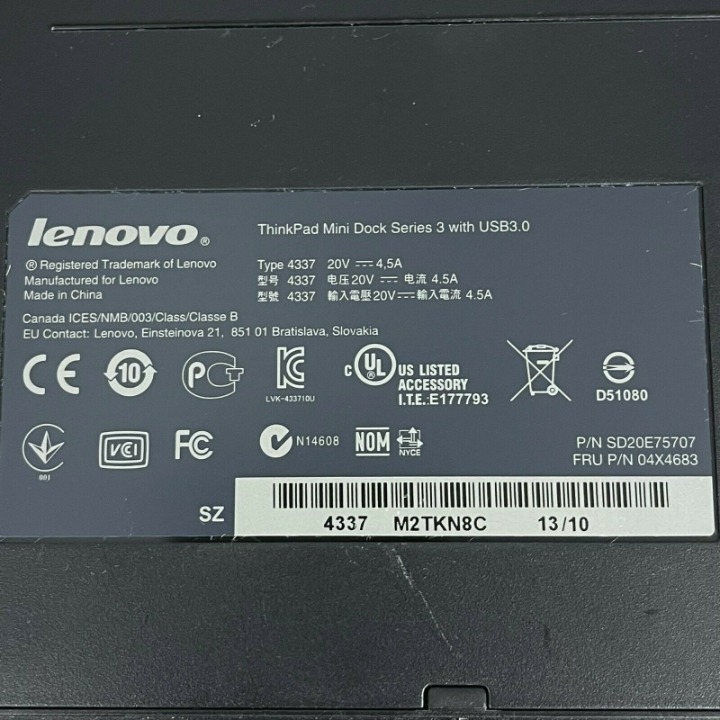 lenovo®
ThinkPad Mini Dock Series 3 with USB3.0
® Registered Trademark of Lenovo
Manufactured for Lenovo
Made in China
Type 4337 20V ⎓ 4,5A
型号 4337 电压20V ⎓ 电流 4.5A
型號 4337 輸入電壓20V⎓輸入電流 4.5A
Canada ICES/NMB/003/Class/Classe B
EU Contact: Lenovo, Einsteinova 21, 851 01 Bratislava, Slovakia
CE
10
PCT
KC
LVK-433710U
c UL US LISTED
ACCESSORY
I.T.E.:E177793
D51080
001
VCI
FC
N14608
NOM
NYCE
P/N SD20E75707
FRU P/N 04X4683
SZ
4337 M2TKN8C 13/10